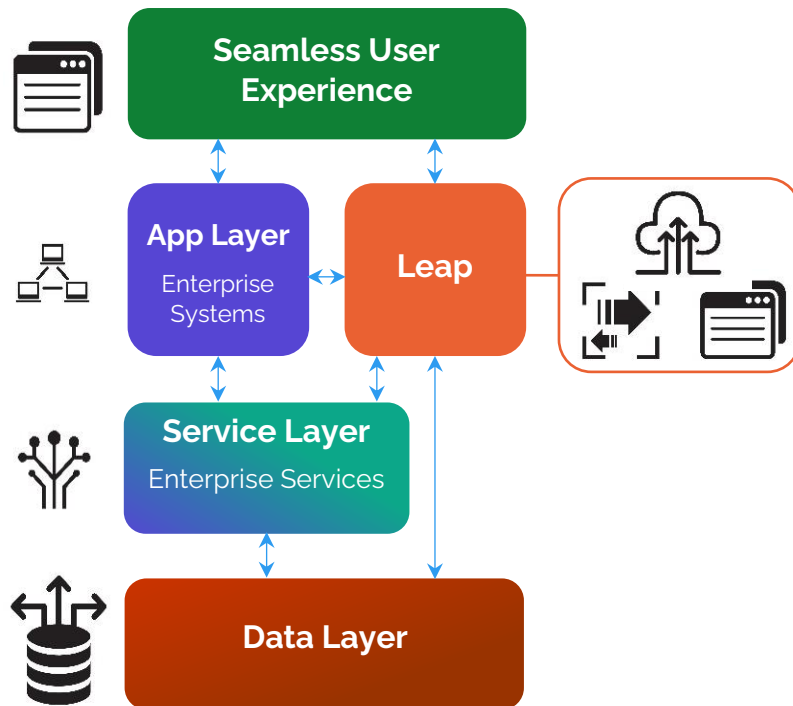 Seamless User
Experience
App Layer
Enterprise
Systems
Leap
Service Layer
Enterprise Services
Data Layer